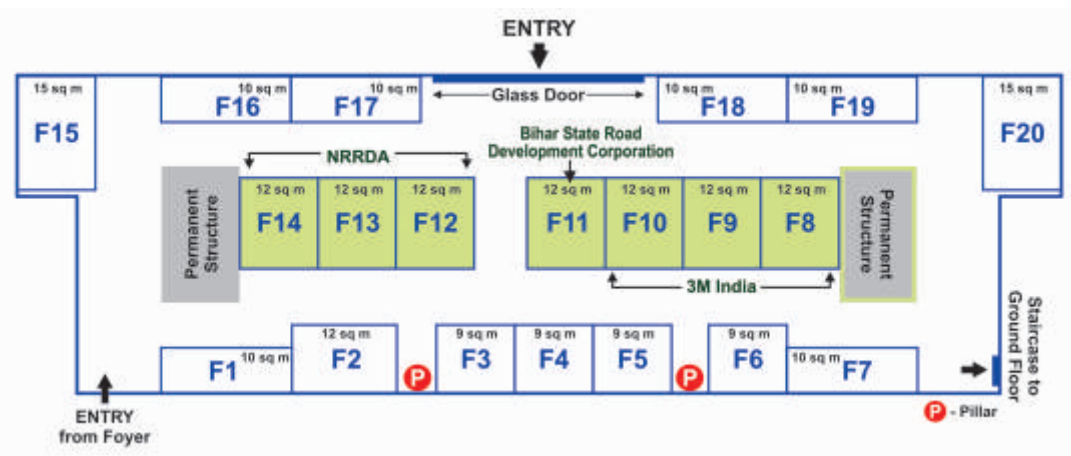 ENTRY
15 sq m
F15
10 sq m
F16
10 sq m
F17
Glass Door
10 sq m
F18
10 sq m
F19
15 sq m
F20
NRRDA
Bihar State Road
Development Corporation
Permanent
Structure
12 sq m
F14
12 sq m
F13
12 sq m
F12
12 sq m
F11
12 sq m
F10
12 sq m
F9
12 sq m
F8
Permanent
Structure
3M India
F1
10 sq m
12 sq m
F2
P
9 sq m
F3
9 sq m
F4
9 sq m
F5
P
9 sq m
F6
10 sq m
F7
Staircase to
Ground Floor
ENTRY
from Foyer
P - Pillar